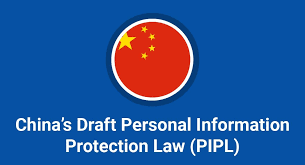 China's Draft Personal Information
Protection Law (PIPL)